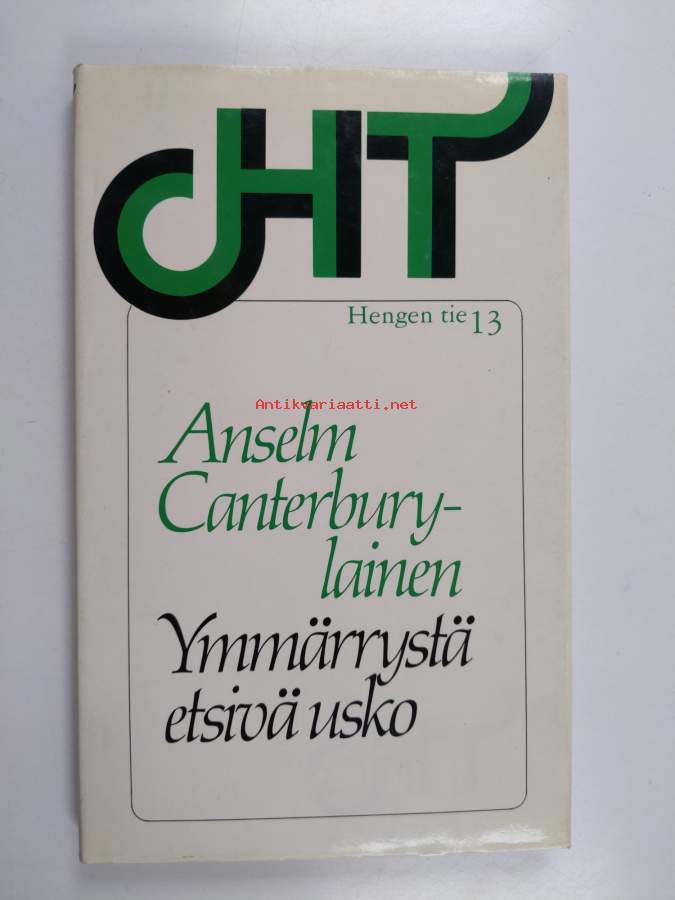 HT
Hengen tie 13
Antikvariaatti.net
Anselm
Canterbury-
lainen
Ymmärrystä
etsivä usko